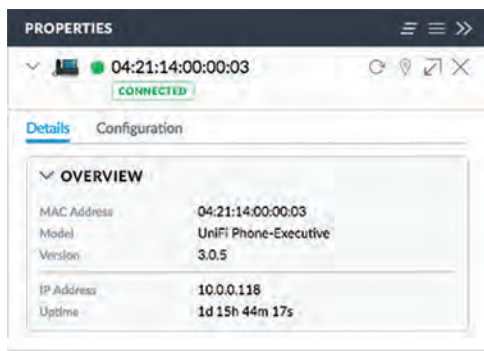 PROPERTIES
04:21:14:00:00:03
CONNECTED
Details Configuration
OVERVIEW
MAC Address 04:21:14:00:00:03
Model UniFi Phone-Executive
Version 3.0.5
IP Address 10.0.0.118
Uptime 1d 15h 44m 17s